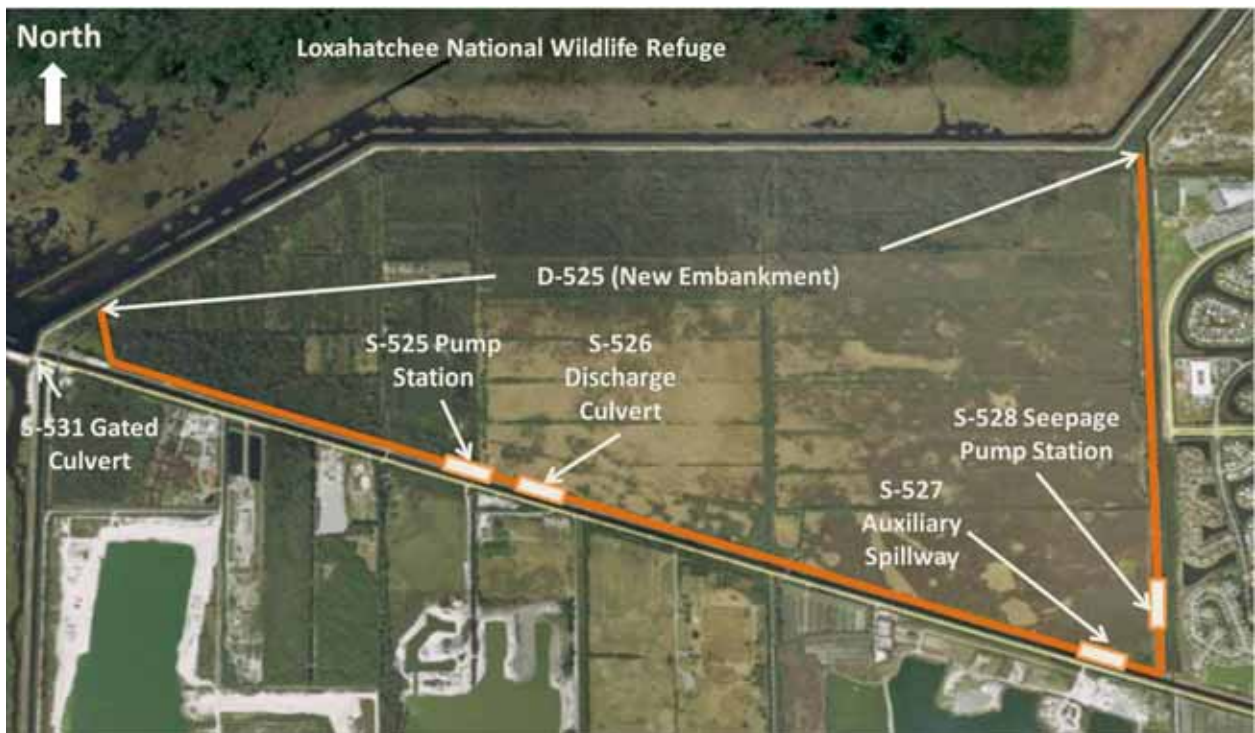 North
Loxahatchee National Wildlife Refuge
D-525 (New Embankment)
S-525 Pump
Station
S-526
Discharge
Culvert
S-531 Gated
Culvert
S-528 Seepage
Pump Station
S-527
Auxiliary
Spillway